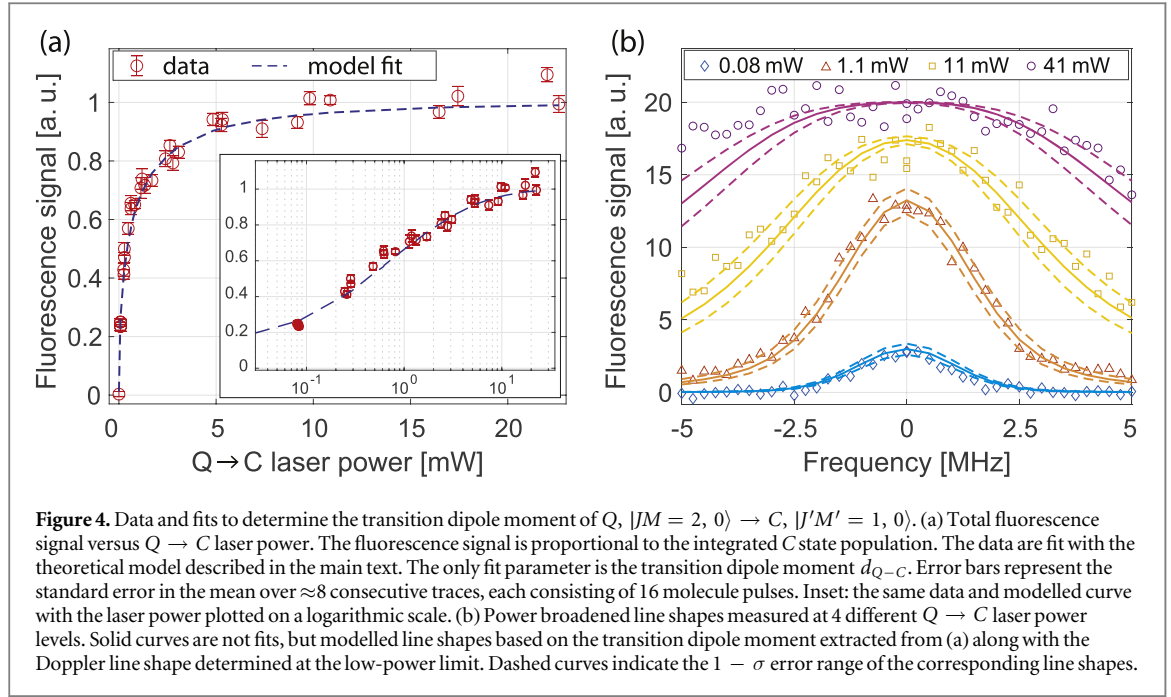 (a)
data
model fit
Fluorescence signal [a. u.]
1
0.8
0.6
0.4
0.2
0
0
5
10
15
20
Q→C laser power [mW]
1
0.8
0.6
0.4
0.2
0
10⁻¹
10⁰
10¹
(b)
0.08 mW
1.1 mW
11 mW
41 mW
Fluorescence signal [a. u.]
20
15
10
5
0
-5
-2.5
0
2.5
5
Frequency [MHz]
Figure 4. Data and fits to determine the transition dipole moment of Q, |JM = 2, 0⟩ → C, |J′M′ = 1, 0⟩. (a) Total fluorescence
signal versus Q → C laser power. The fluorescence signal is proportional to the integrated C state population. The data are fit with the
theoretical model described in the main text. The only fit parameter is the transition dipole moment d_{Q−C}. Error bars represent the
standard error in the mean over ≈8 consecutive traces, each consisting of 16 molecule pulses. Inset: the same data and modelled curve
with the laser power plotted on a logarithmic scale. (b) Power broadened line shapes measured at 4 different Q → C laser power
levels. Solid curves are not fits, but modelled line shapes based on the transition dipole moment extracted from (a) along with the
Doppler line shape determined at the low-power limit. Dashed curves indicate the 1 − σ error range of the corresponding line shapes.